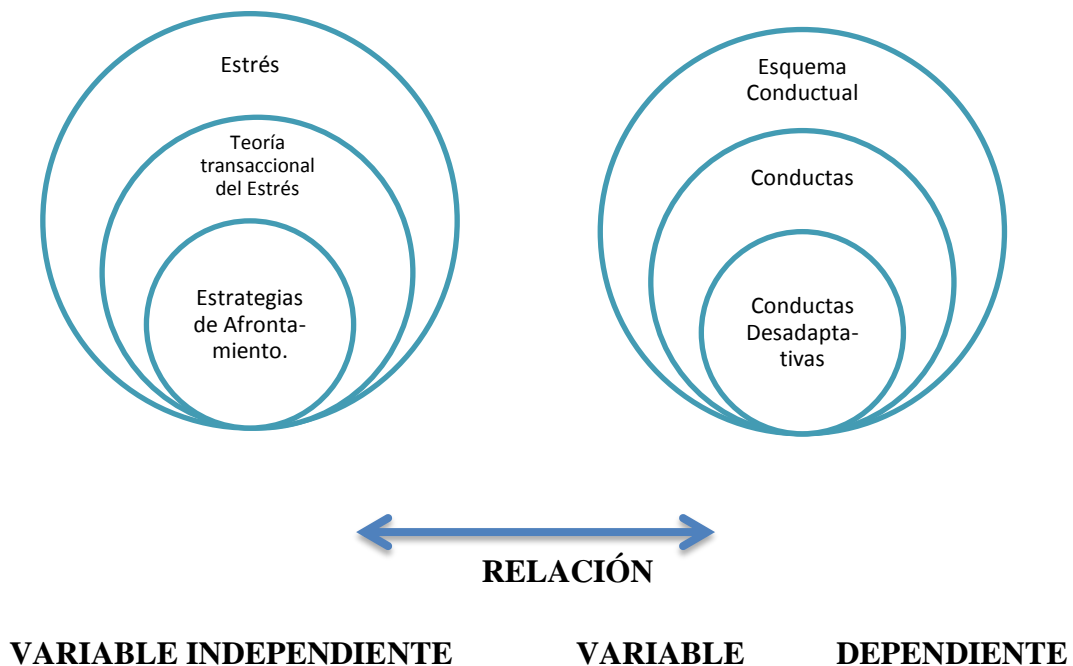 Estrés
Teoría
transaccional
del Estrés
Estrategias
de Afronta-
miento.
Esquema
Conductual
Conductas
Conductas
Desadapta-
tivas
RELACIÓN
VARIABLE INDEPENDIENTE
VARIABLE DEPENDIENTE